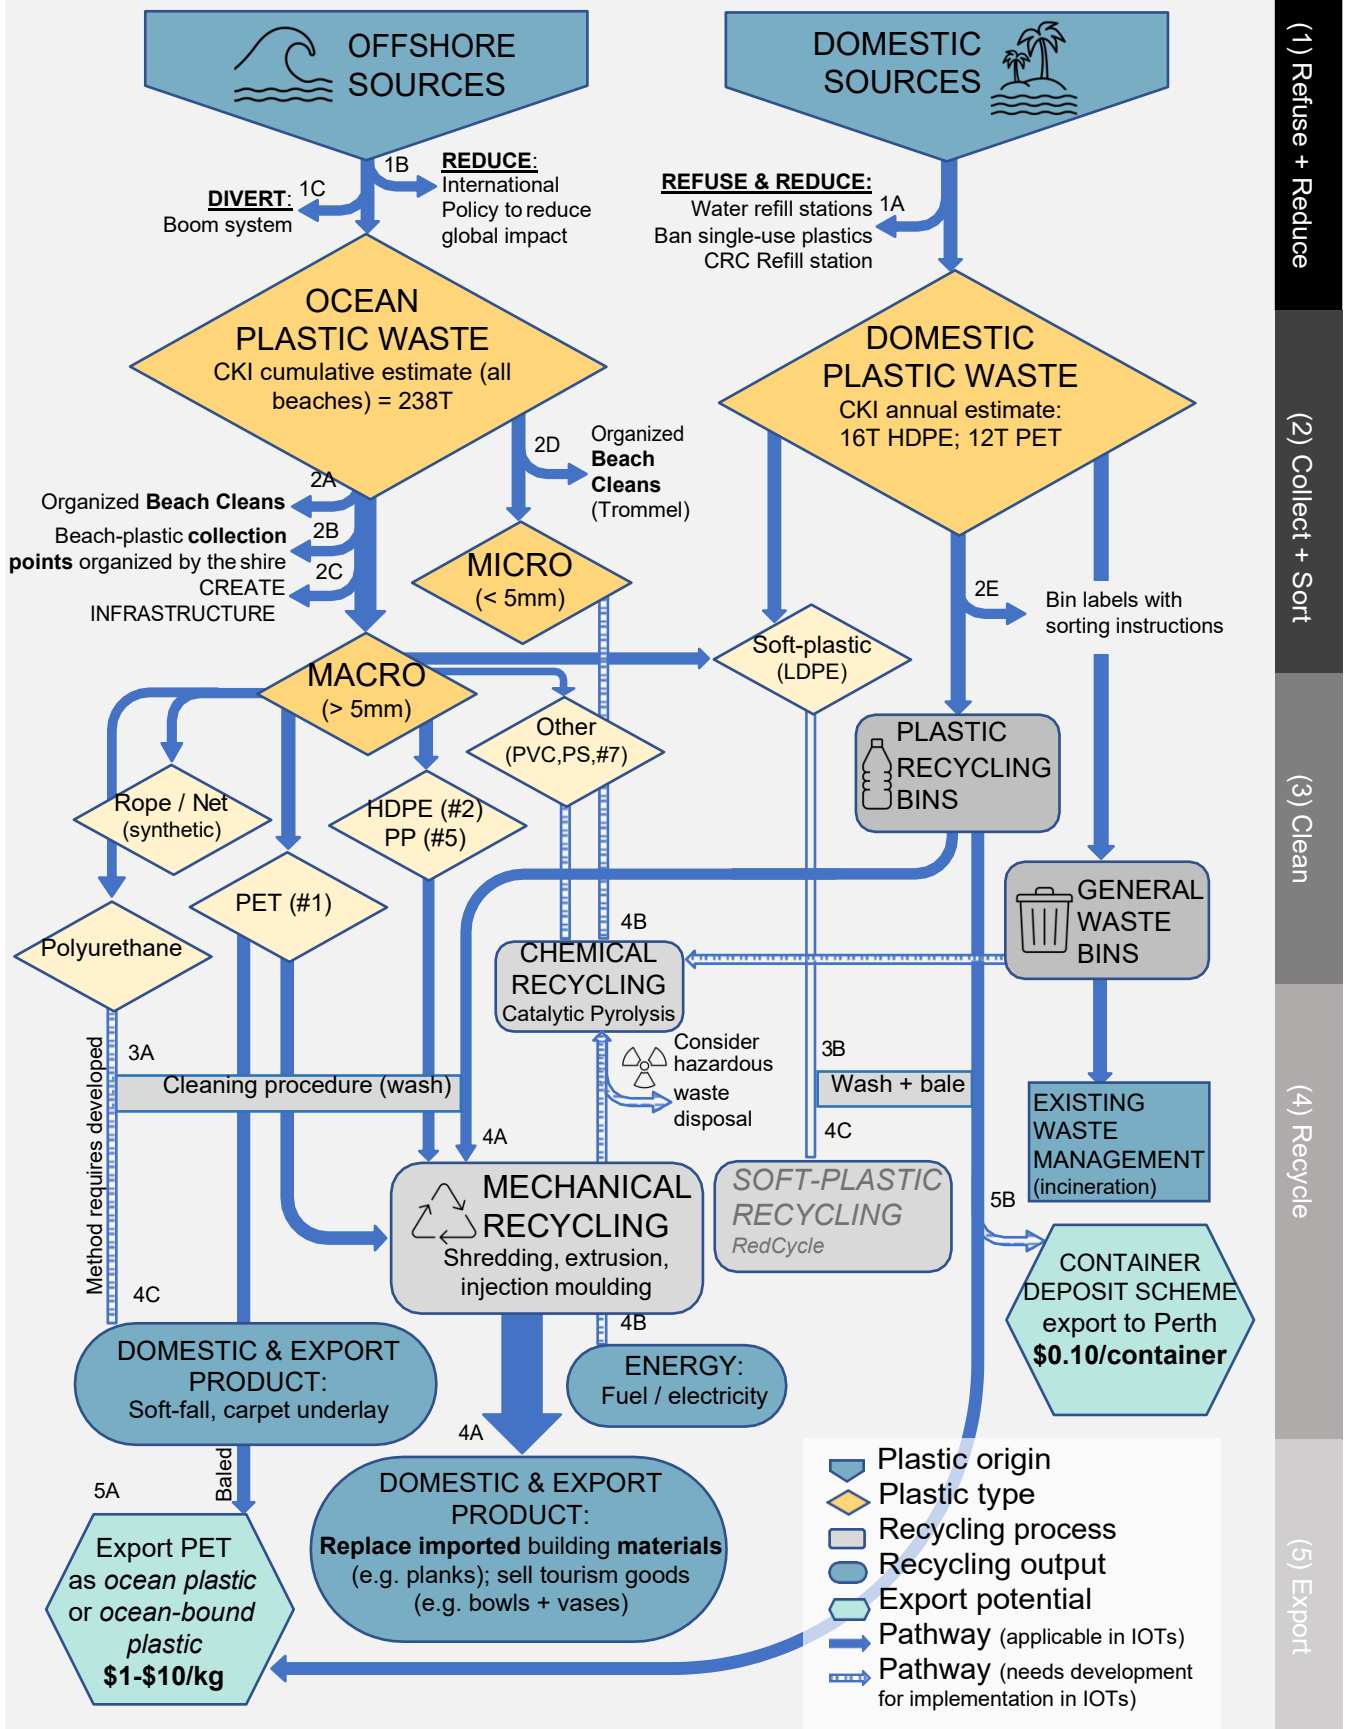 OFFSHORE
SOURCES
DOMESTIC
SOURCES
(1) Refuse + Reduce
1B
REDUCE:
International
Policy to reduce
global impact
1C
DIVERT:
Boom system
REFUSE & REDUCE:
Water refill stations
Ban single-use plastics
CRC Refill station
1A
OCEAN
PLASTIC WASTE
CKI cumulative estimate (all
beaches) = 238T
DOMESTIC
PLASTIC WASTE
CKI annual estimate:
16T HDPE; 12T PET
(2) Collect + Sort
2D
Organized
Beach
Cleans
(Trommel)
2A
Organized Beach Cleans
2B
Beach-plastic collection
points organized by the shire
2C
CREATE
INFRASTRUCTURE
MICRO
(< 5mm)
2E
Bin labels with
sorting instructions
MACRO
(> 5mm)
Soft-plastic
(LDPE)
Other
(PVC,PS,#7)
PLASTIC
RECYCLING
BINS
(3) Clean
Rope / Net
(synthetic)
HDPE (#2)
PP (#5)
PET (#1)
Polyurethane
GENERAL
WASTE
BINS
4B
CHEMICAL
RECYCLING
Catalytic Pyrolysis
Consider
hazardous
waste
disposal
Method requires developed
3A
Cleaning procedure (wash)
3B
Wash + bale
4C
EXISTING
WASTE
MANAGEMENT
(incineration)
(4) Recycle
4A
MECHANICAL
RECYCLING
Shredding, extrusion,
injection moulding
SOFT-PLASTIC
RECYCLING
RedCycle
5B
CONTAINER
DEPOSIT SCHEME
export to Perth
$0.10/container
4C
DOMESTIC & EXPORT
PRODUCT:
Soft-fall, carpet underlay
4B
ENERGY:
Fuel / electricity
4A
Baled
5A
Export PET
as ocean plastic
or ocean-bound
plastic
$1-$10/kg
DOMESTIC & EXPORT
PRODUCT:
Replace imported building materials
(e.g. planks); sell tourism goods
(e.g. bowls + vases)
Plastic origin
Plastic type
Recycling process
Recycling output
Export potential
Pathway (applicable in IOTs)
Pathway (needs development
for implementation in IOTs)
(5) Export